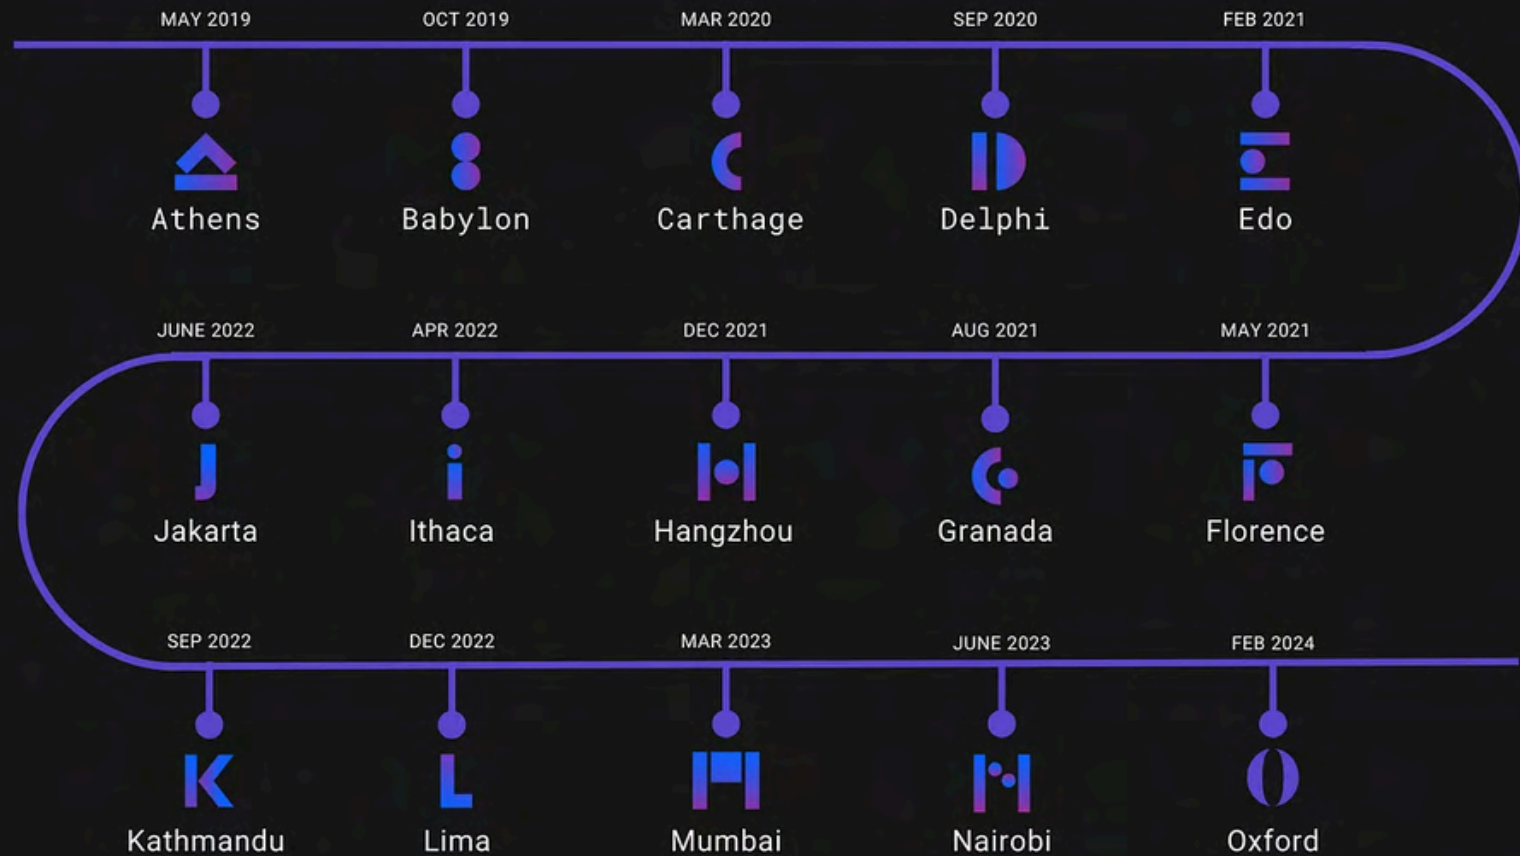 MAY 2019
OCT 2019
MAR 2020
SEP 2020
FEB 2021
Athens
Babylon
Carthage
Delphi
Edo
JUNE 2022
APR 2022
DEC 2021
AUG 2021
MAY 2021
Jakarta
Ithaca
Hangzhou
Granada
Florence
SEP 2022
DEC 2022
MAR 2023
JUNE 2023
FEB 2024
Kathmandu
Lima
Mumbai
Nairobi
Oxford